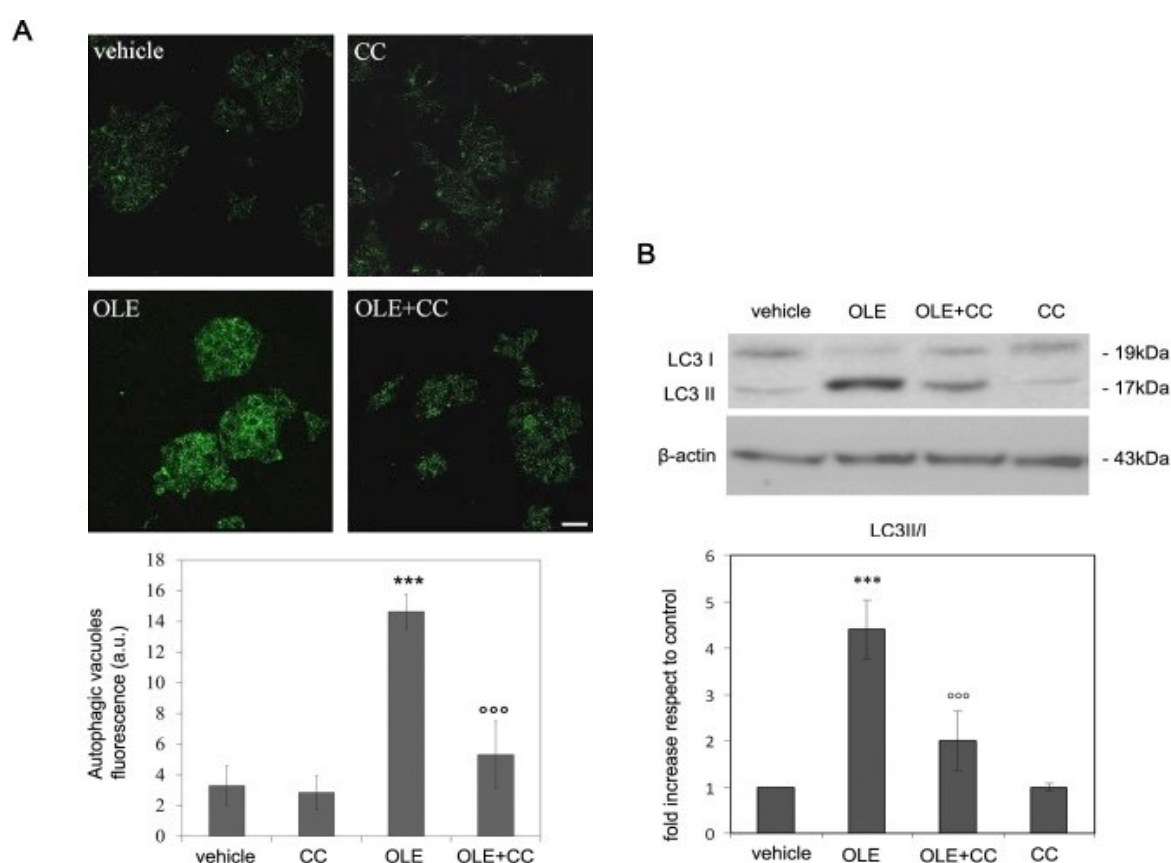 A
vehicle
CC
OLE
OLE+CC
18
16
14
12
10
8
6
4
2
0
Autophagic vacuoles
fluorescence (a.u.)
***
°°°
vehicle CC OLE OLE+CC
B
vehicle OLE OLE+CC CC
LC3 I - 19kDa
LC3 II - 17kDa
β-actin - 43kDa
LC3II/I
6
5
4
3
2
1
0
fold increase respect to control
***
°°°
vehicle OLE OLE+CC CC